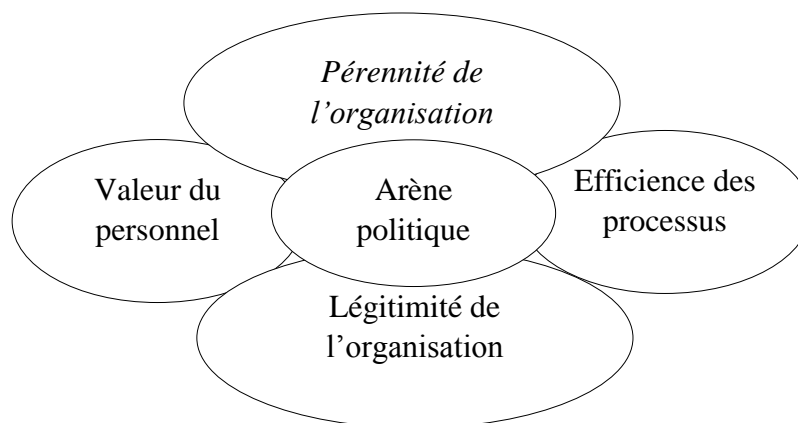 Pérennité de
l’organisation
Valeur du
personnel
Arène
politique
Efficience des
processus
Légitimité de
l’organisation